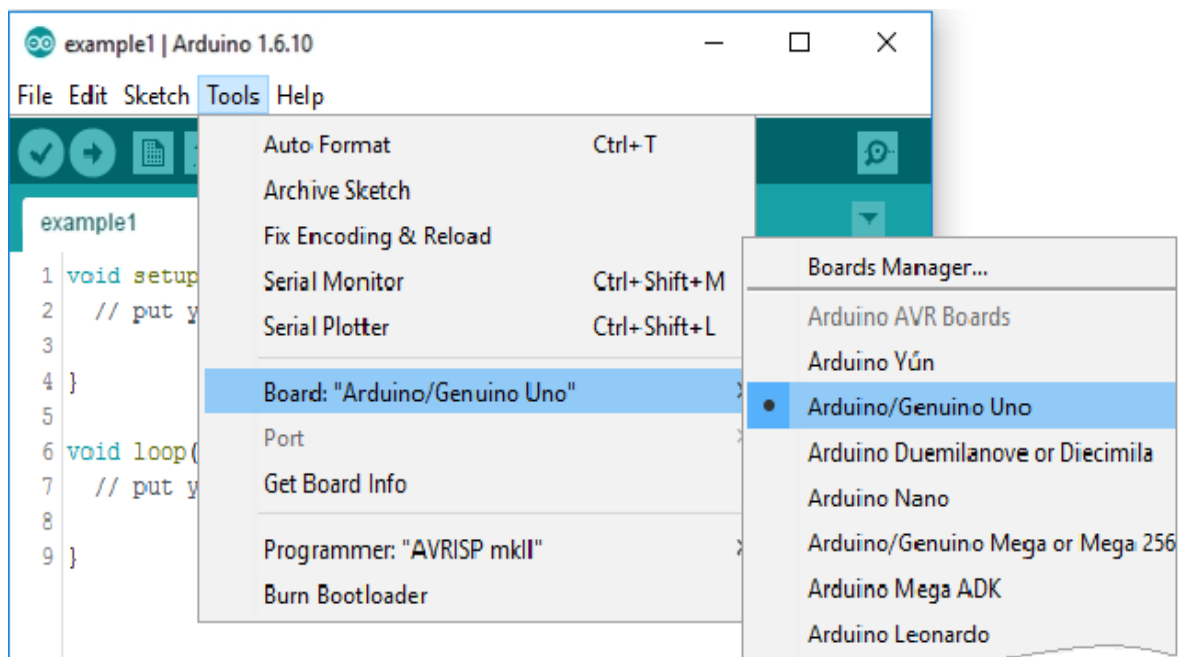 example1 | Arduino 1.6.10
File Edit Sketch Tools Help
example1
1 void setup
2 // put y
3
4 }
5
6 void loop(
7 // put y
8
9 }
Auto Format Ctrl+T
Archive Sketch
Fix Encoding & Reload
Serial Monitor Ctrl+Shift+M
Serial Plotter Ctrl+Shift+L
Board: "Arduino/Genuino Uno"
Port
Get Board Info
Programmer: "AVRISP mkII"
Burn Bootloader
Boards Manager...
Arduino AVR Boards
Arduino Yún
Arduino/Genuino Uno
Arduino Duemilanove or Diecimila
Arduino Nano
Arduino/Genuino Mega or Mega 256
Arduino Mega ADK
Arduino Leonardo